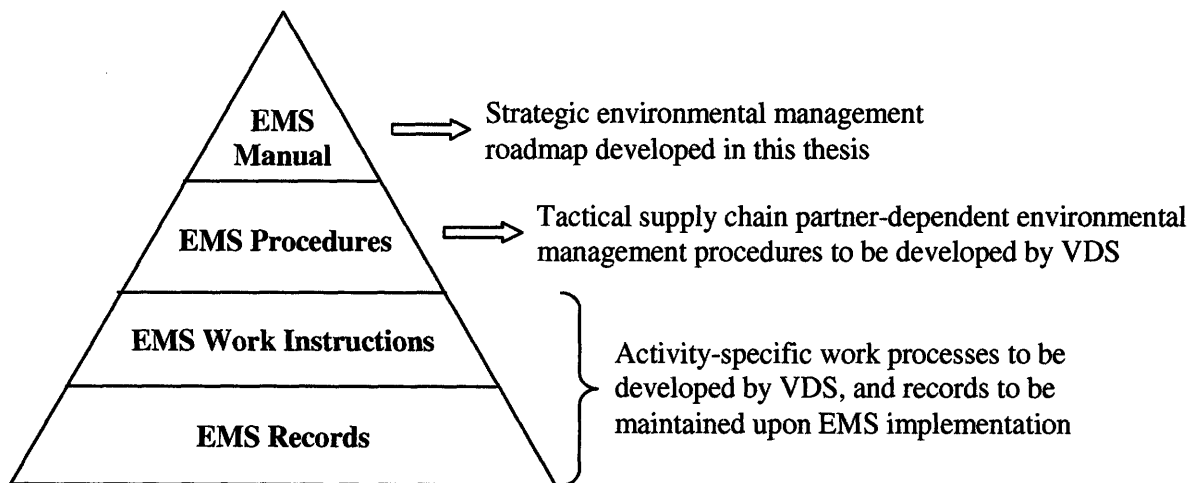 EMS
Manual
Strategic environmental management
roadmap developed in this thesis
EMS Procedures
Tactical supply chain partner-dependent environmental
management procedures to be developed by VDS
EMS Work Instructions
EMS Records
Activity-specific work processes to be
developed by VDS, and records to be
maintained upon EMS implementation